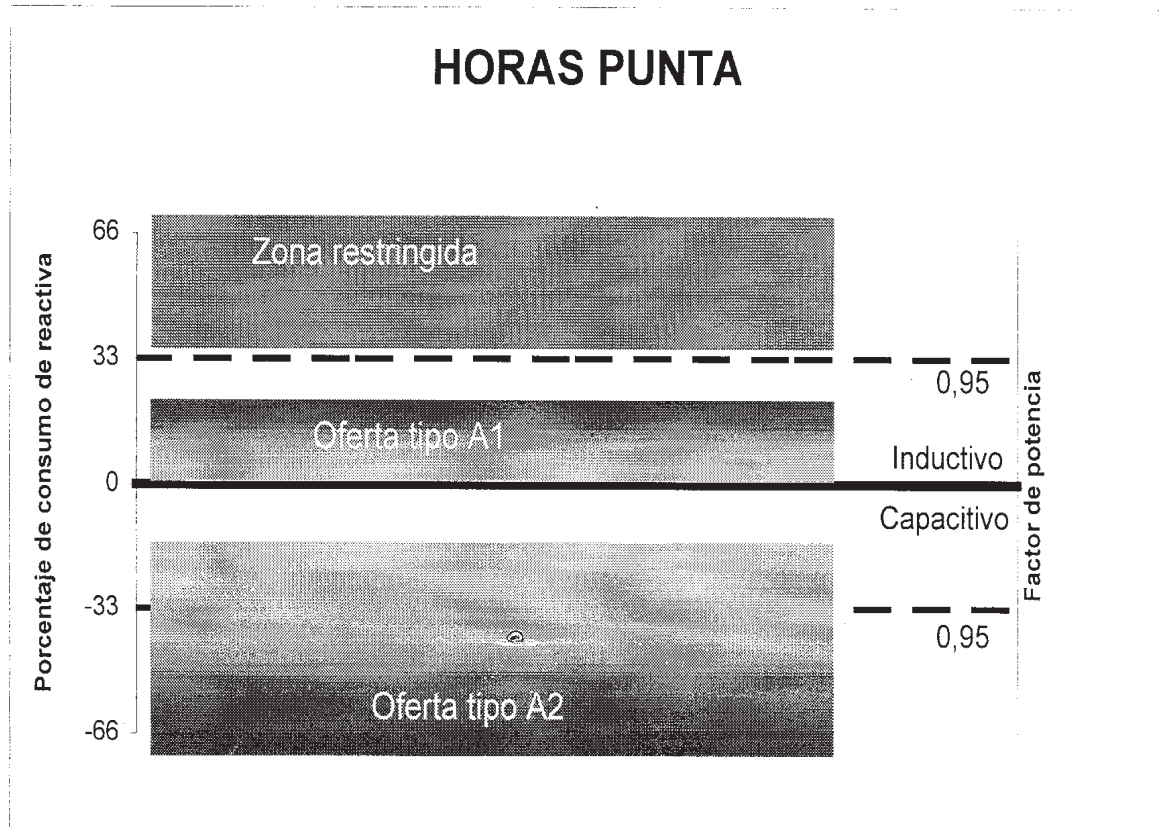 HORAS PUNTA
Porcentaje de consumo de reactiva
66
33
0
-33
-66
Zona restringida
Oferta tipo A1
Oferta tipo A2
0,95
Inductivo
Capacitivo
0,95
Factor de potencia